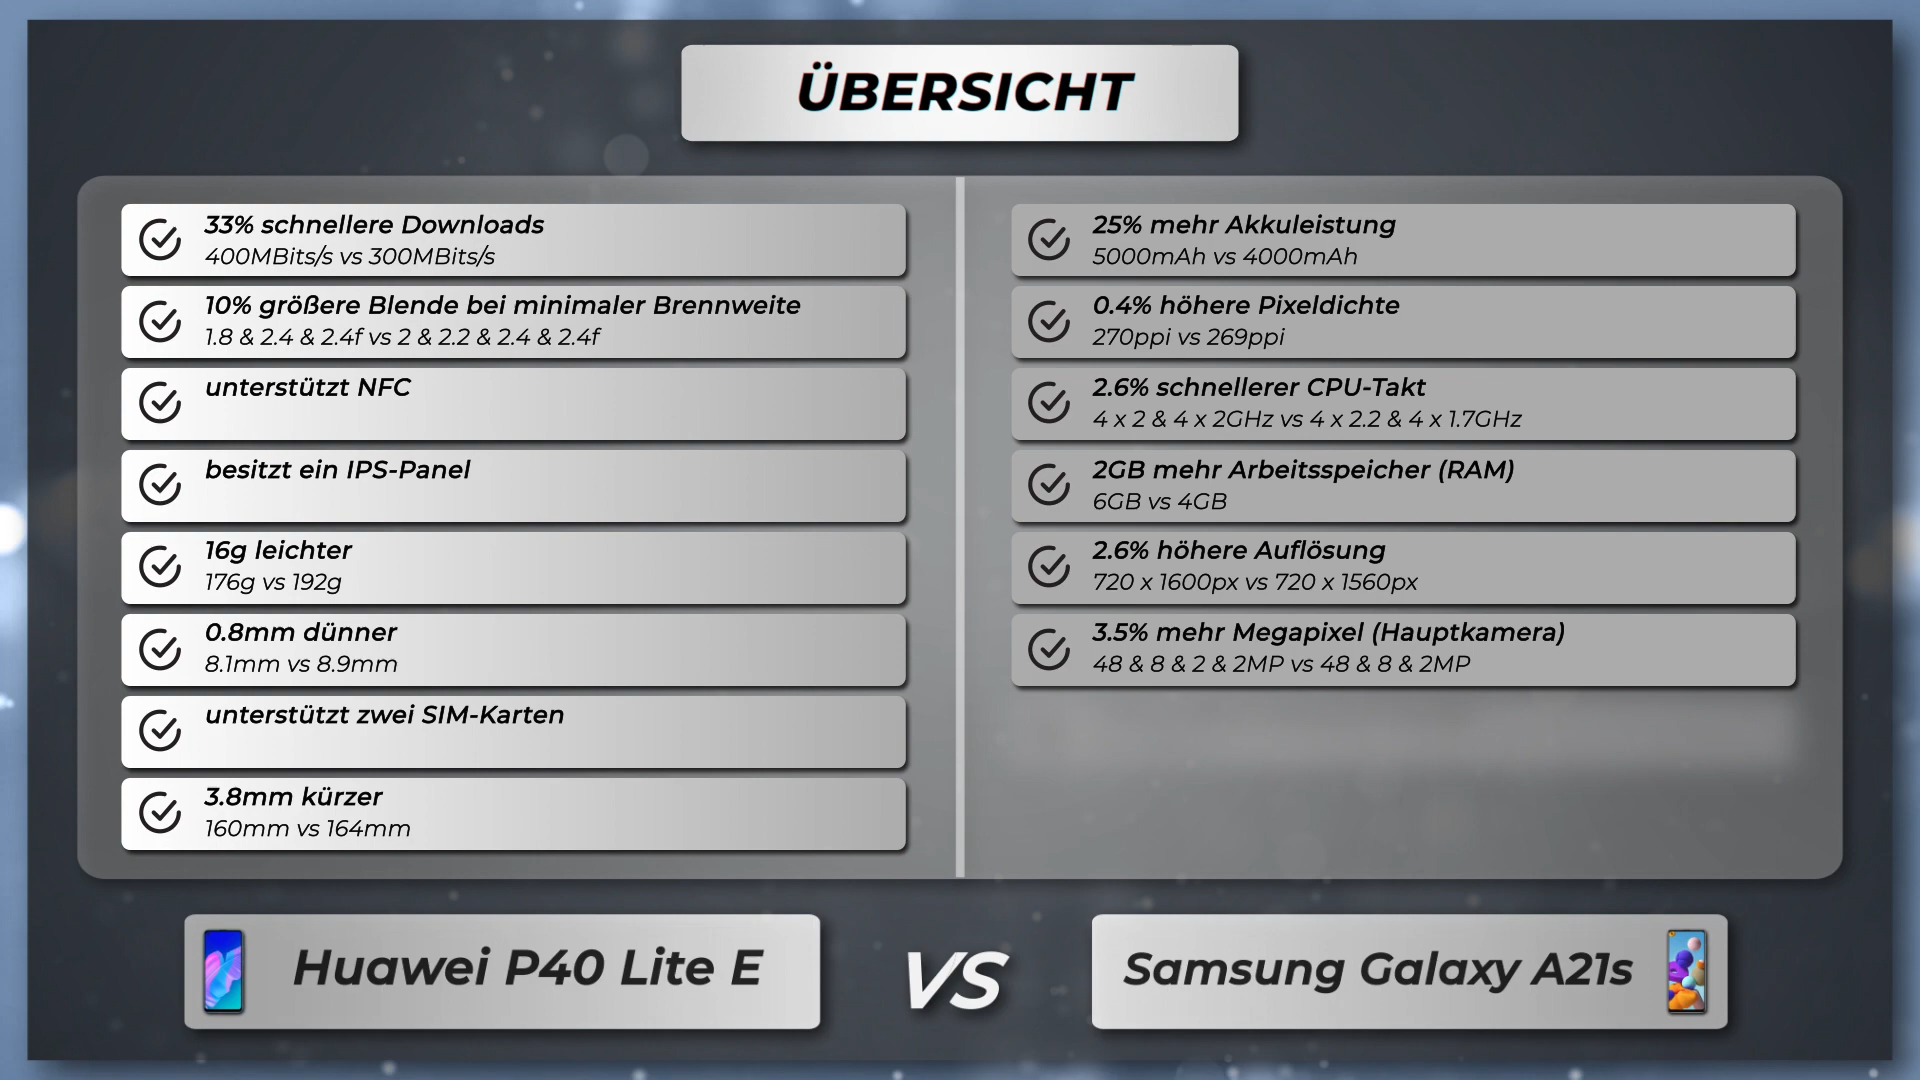 ÜBERSICHT
33% schnellere Downloads
400MBits/s vs 300MBits/s
10% größere Blende bei minimaler Brennweite
1.8 & 2.4 & 2.4f vs 2 & 2.2 & 2.4 & 2.4f
unterstützt NFC
besitzt ein IPS-Panel
16g leichter
176g vs 192g
0.8mm dünner
8.1mm vs 8.9mm
unterstützt zwei SIM-Karten
3.8mm kürzer
160mm vs 164mm
25% mehr Akkuleistung
5000mAh vs 4000mAh
0.4% höhere Pixeldichte
270ppi vs 269ppi
2.6% schnellerer CPU-Takt
4 x 2 & 4 x 2GHz vs 4 x 2.2 & 4 x 1.7GHz
2GB mehr Arbeitsspeicher (RAM)
6GB vs 4GB
2.6% höhere Auflösung
720 x 1600px vs 720 x 1560px
3.5% mehr Megapixel (Hauptkamera)
48 & 8 & 2 & 2MP vs 48 & 8 & 2MP
Huawei P40 Lite E
VS
Samsung Galaxy A21s